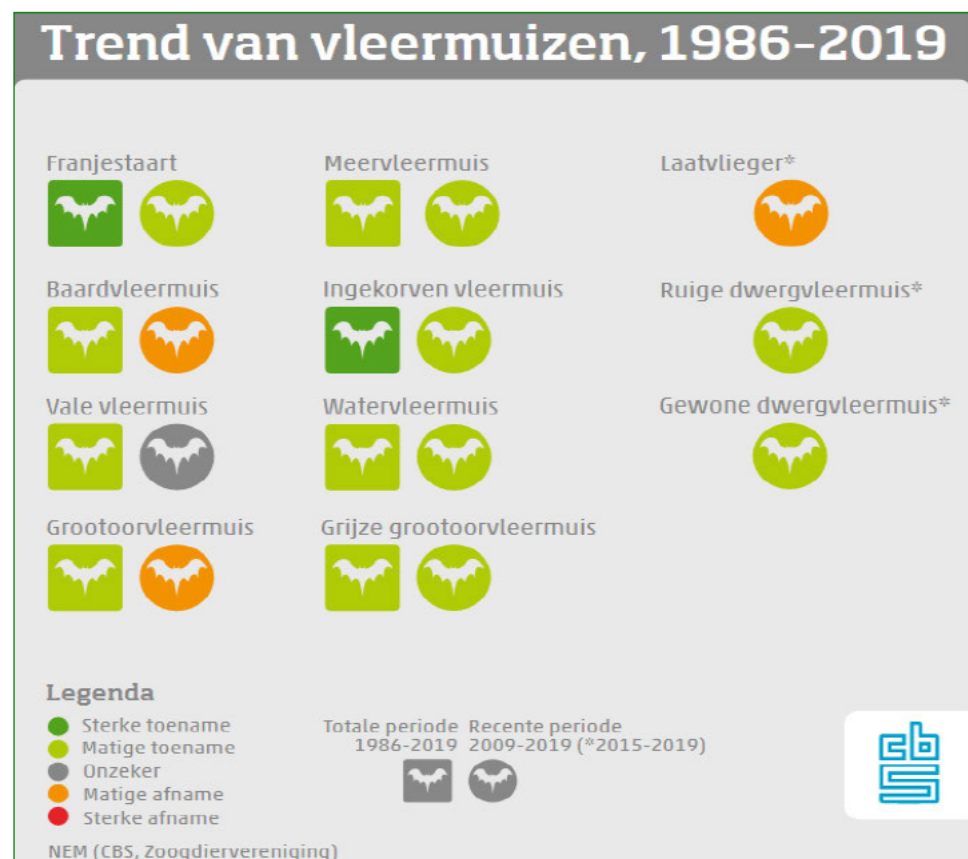 Trend van vleermuizen, 1986-2019
Franjestaart
Meervleermuis
Laatvlieger*
Baardvleermuis
Ingekorven vleermuis
Ruige dwergvleermuis*
Vale vleermuis
Watervleermuis
Gewone dwergvleermuis*
Grootoorvleermuis
Grijze grootoorvleermuis
Legenda
Sterke toename
Matige toename
Onzeker
Matige afname
Sterke afname
Totale periode
1986-2019
Recente periode
2009-2019 (*2015-2019)
cbs
NEM (CBS, Zoogdiervereniging)